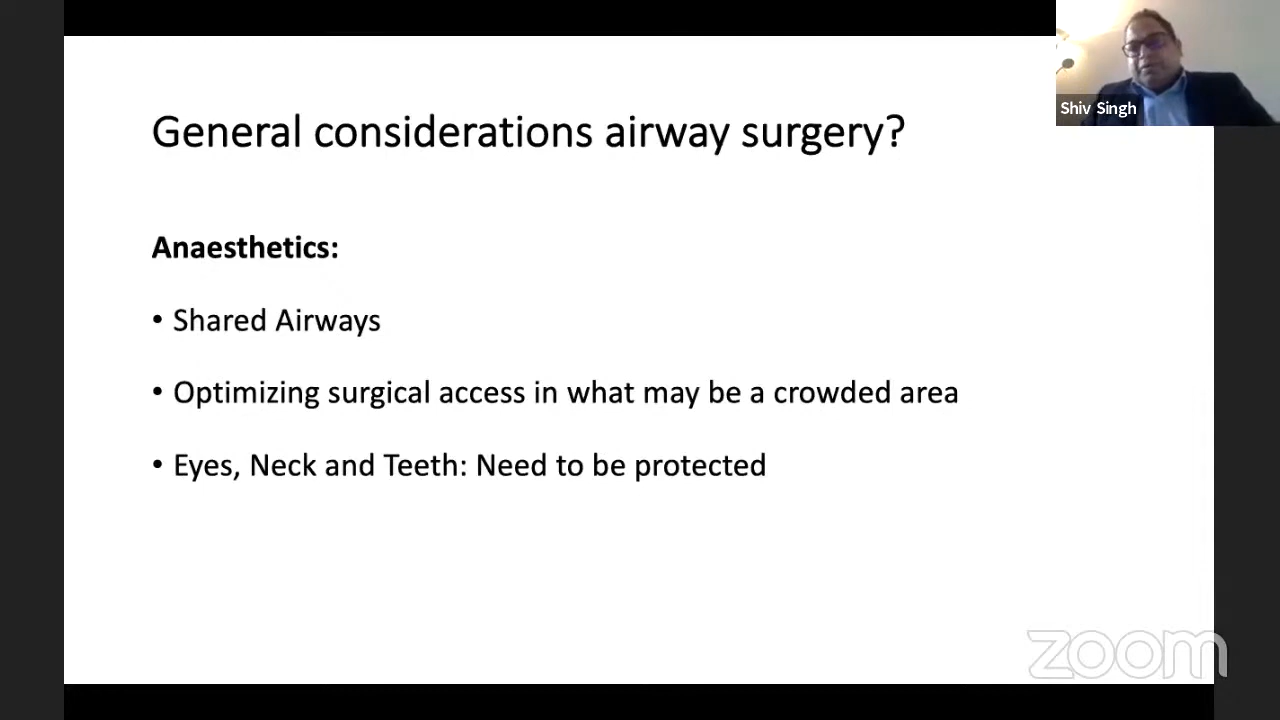 General considerations airway surgery?
Shiv Singh
Anaesthetics:
• Shared Airways
• Optimizing surgical access in what may be a crowded area
• Eyes, Neck and Teeth: Need to be protected
zoom